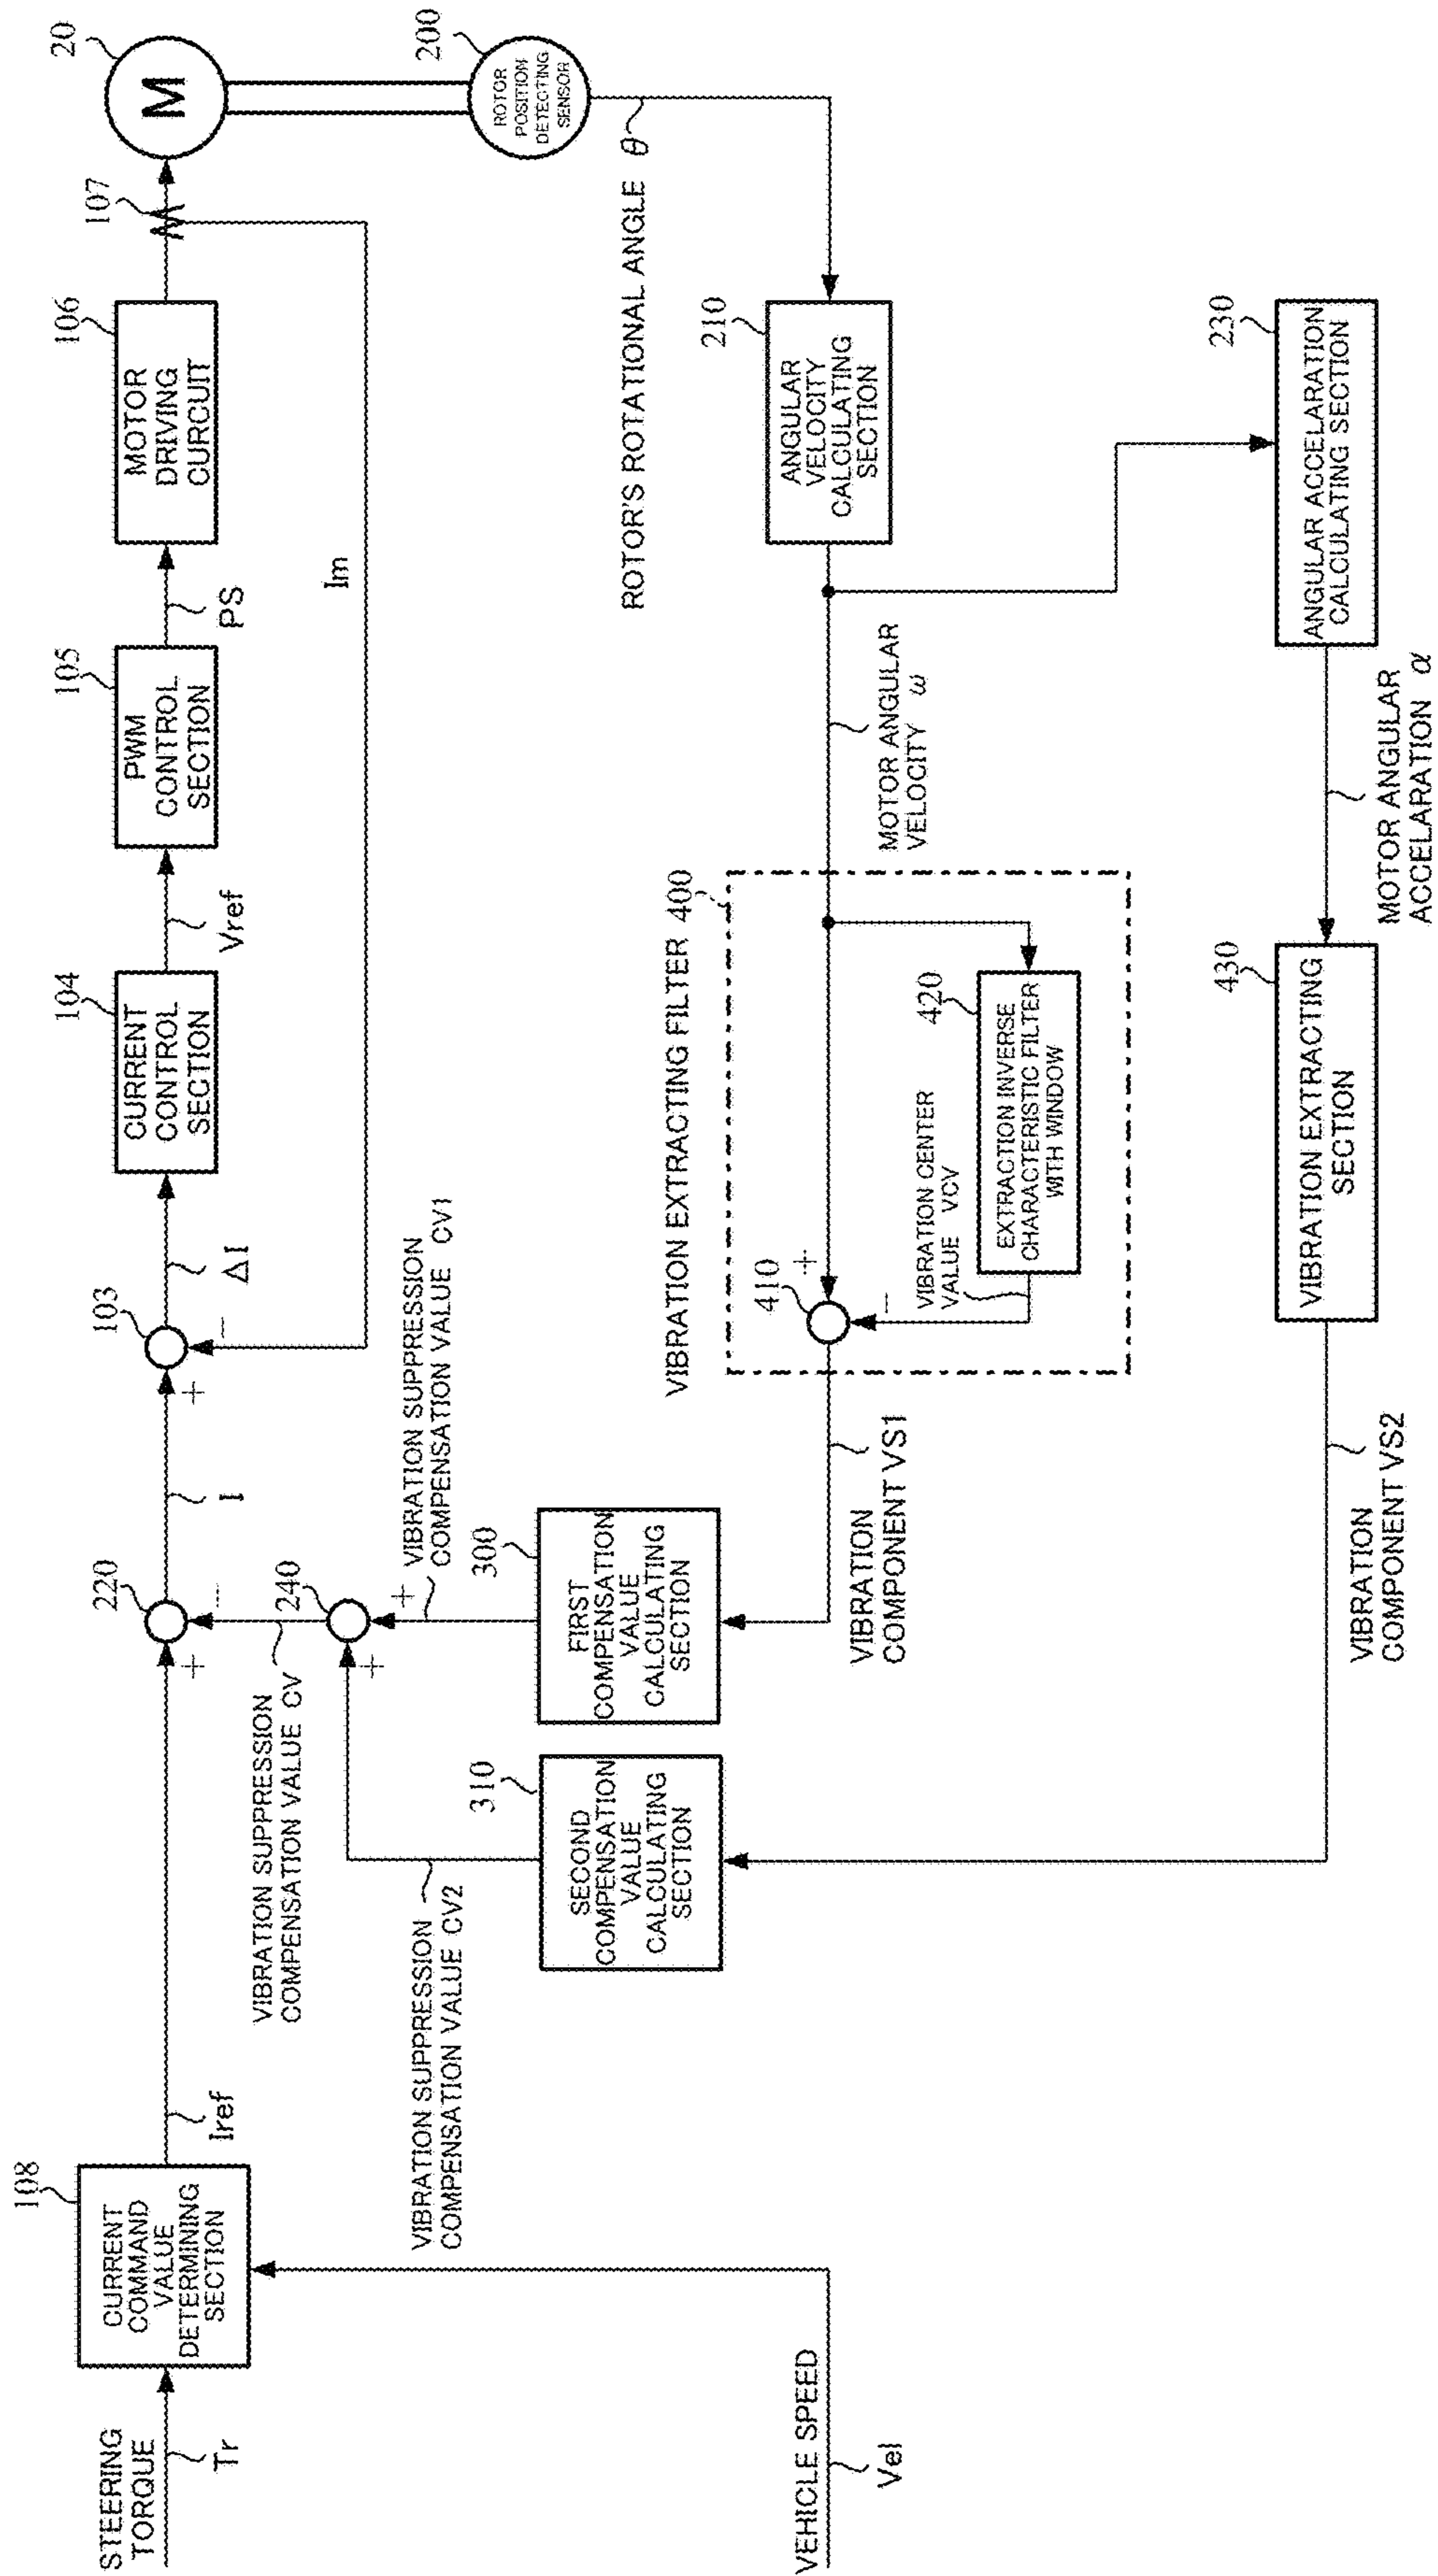 STEERING
TORQUE
Tr
108
CURRENT
COMMAND
VALUE
DETERMINING
SECTION
Iref
VEHICLE SPEED
Vel
220
+
−
I
103
+
−
ΔI
104
CURRENT
CONTROL
SECTION
Vref
105
PWM
CONTROL
SECTION
PS
106
MOTOR
DRIVING
CURCUIT
107
Im
20
M
200
ROTOR
POSITION
DETECTING
SENSOR
ROTOR'S ROTATIONAL ANGLE θ
VIBRATION SUPPRESSION
COMPENSATION VALUE CV
240
+
+
VIBRATION SUPPRESSION
COMPENSATION VALUE CV1
VIBRATION SUPPRESSION
COMPENSATION VALUE CV2
310
SECOND
COMPENSATION
VALUE
CALCULATING
SECTION
300
FIRST
COMPENSATION
VALUE
CALCULATING
SECTION
VIBRATION
COMPONENT VS1
VIBRATION EXTRACTING FILTER 400
410
+
−
VIBRATION CENTER
VALUE VCV
420
EXTRACTION INVERSE
CHARACTERISTIC FILTER
WITH WINDOW
MOTOR ANGULAR
VELOCITY ω
210
ANGULAR
VELOCITY
CALGULATING
SECTION
VIBRATION
COMPONENT VS2
430
VIBRATION EXTRACTING
SECTION
MOTOR ANGULAR
ACCELARATION α
230
ANGULAR ACCELARATION
CALCULATING SECTION